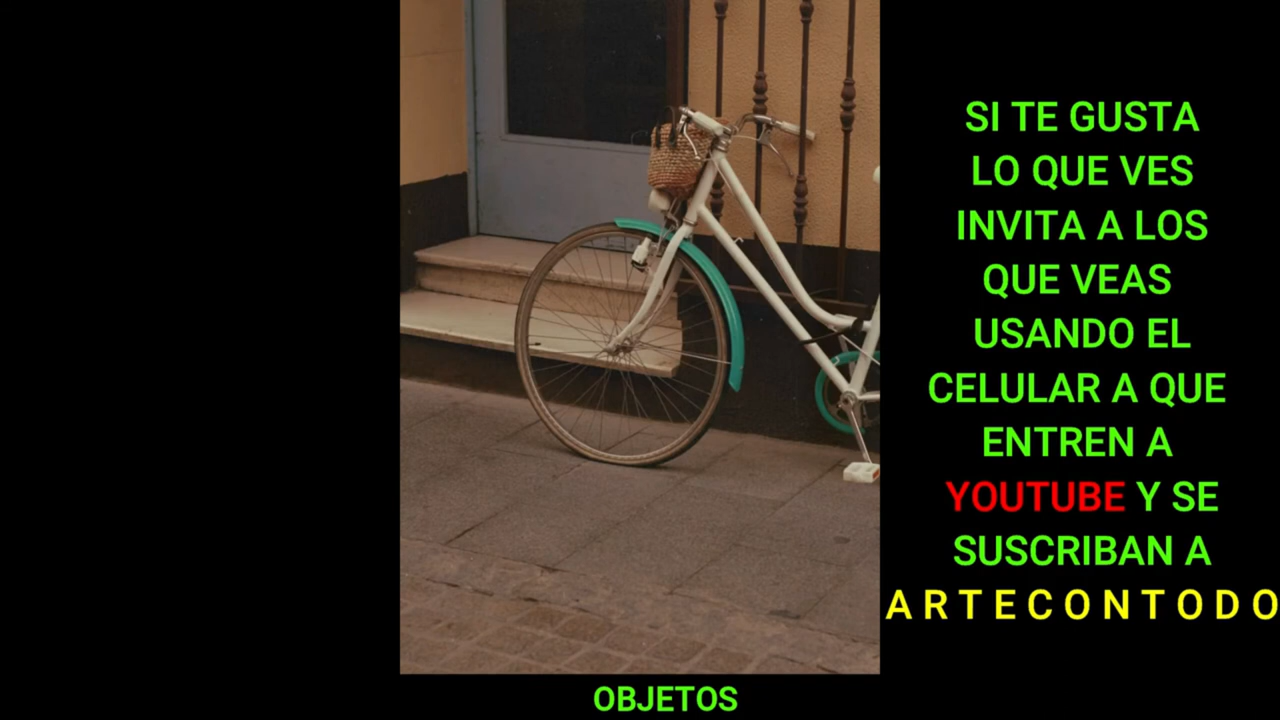 SI TE GUSTA
LO QUE VES
INVITA A LOS
QUE VEAS
USANDO EL
CELULAR A QUE
ENTREN A
YOUTUBE Y SE
SUSCRIBAN A
A R T E C O N T O D O
OBJETOS